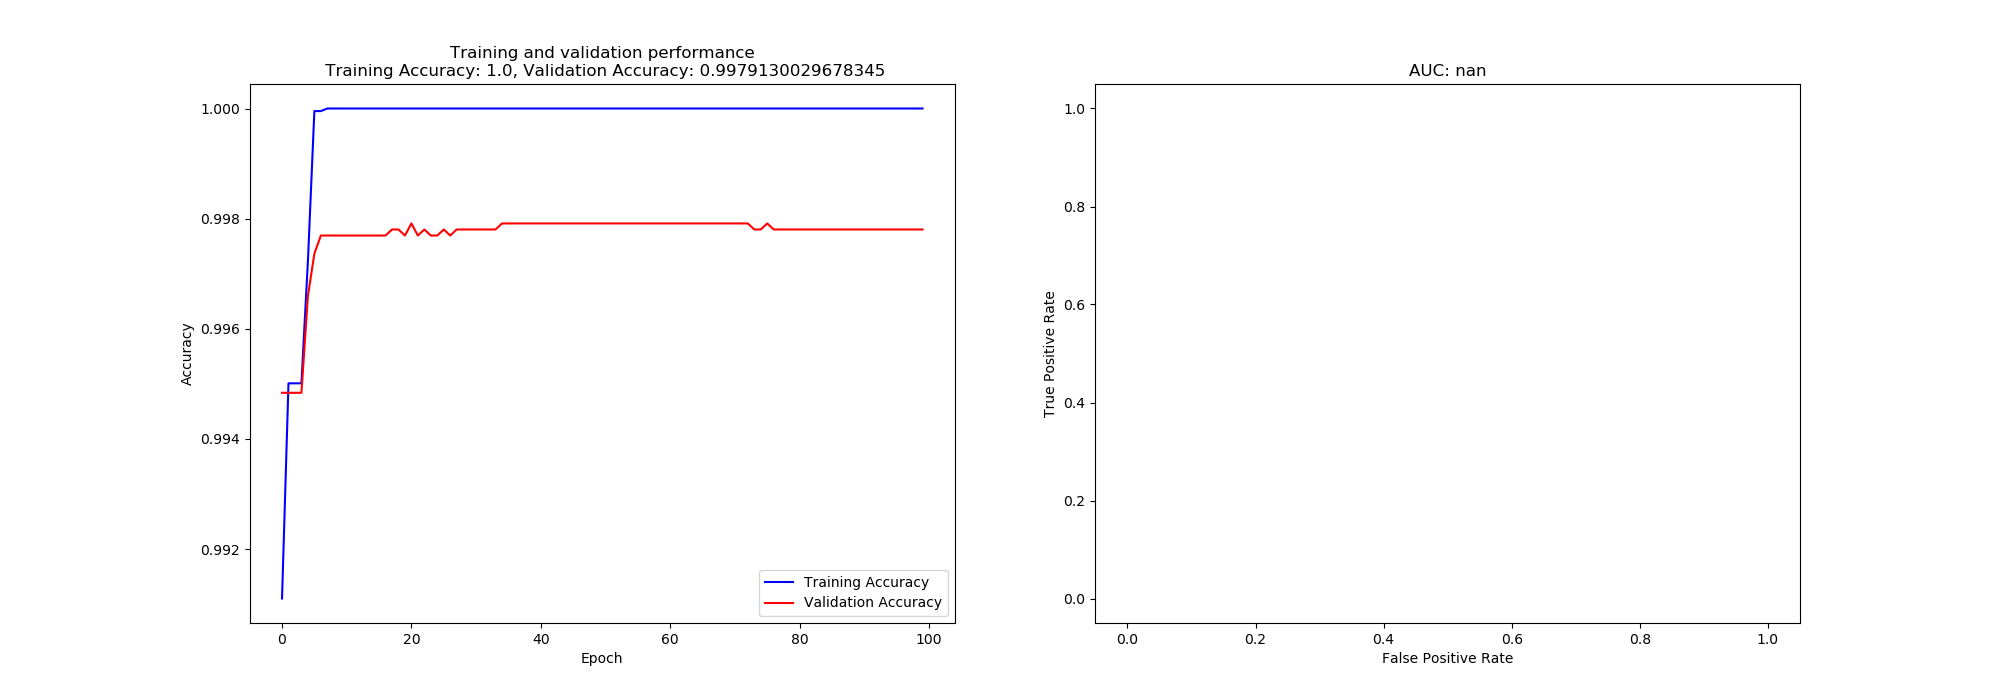 Training and validation performance
Training Accuracy: 1.0, Validation Accuracy: 0.9979130029678345
1.000
0.998
0.996
0.994
0.992
Accuracy
0
20
40
60
80
100
Epoch
Training Accuracy
Validation Accuracy
AUC: nan
1.0
0.8
0.6
0.4
0.2
0.0
True Positive Rate
0.0
0.2
0.4
0.6
0.8
1.0
False Positive Rate